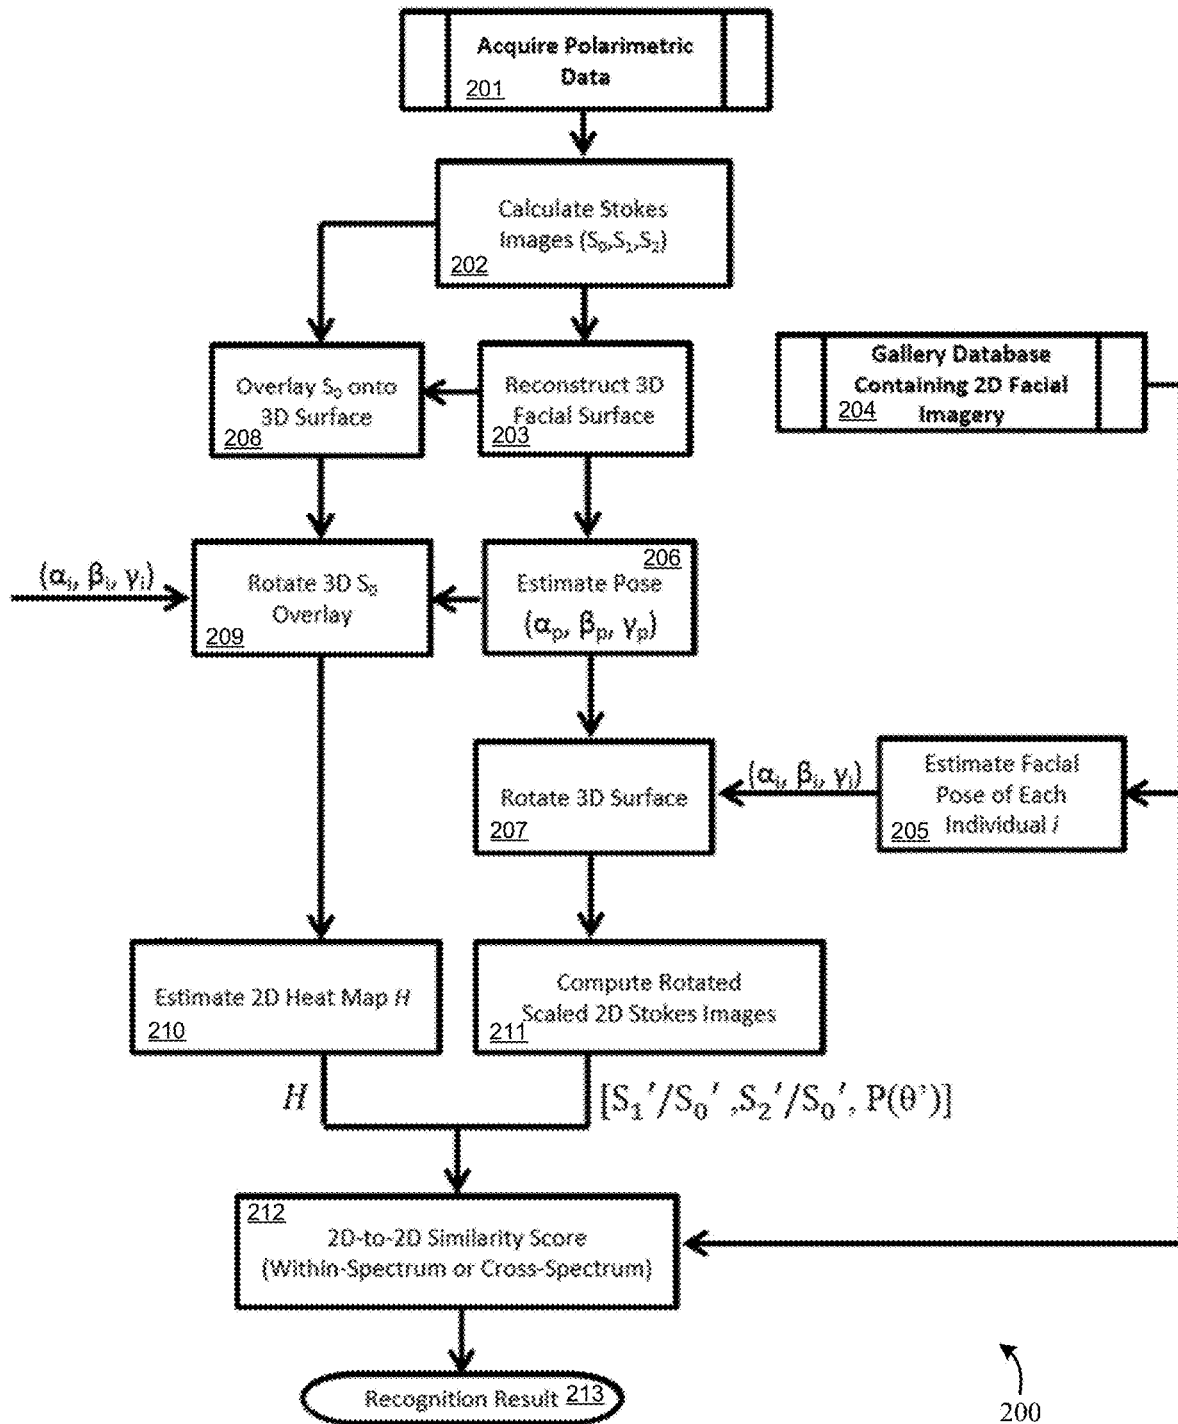 Acquire Polarimetric
Data
201
Calculate Stokes
Images (S₀,S₁,S₂)
202
Overlay S₀ onto
3D Surface
208
Reconstruct 3D
Facial Surface
203
Gallery Database
Containing 2D Facial
204 Imagery
(αᵢ, βᵢ, γᵢ)
Rotate 3D S₀
Overlay
209
206
Estimate Pose
(αₚ, βₚ, γₚ)
Rotate 3D Surface
207
(αᵢ, βᵢ, γᵢ)
Estimate Facial
Pose of Each
205 Individual i
Estimate 2D Heat Map H
210
Compute Rotated
Scaled 2D Stokes Images
211
H
[S₁'/S₀' ,S₂'/S₀', P(θ’)]
212
2D-to-2D Similarity Score
(Within-Spectrum or Cross-Spectrum)
Recognition Result 213
200